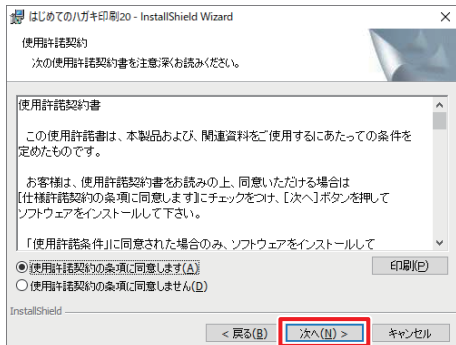 はじめてのハガキ印刷20 - InstallShield Wizard
使用許諾契約
次の使用許諾契約書を注意深くお読みください。
使用許諾契約書
この使用許諾書は、本製品および、関連資料をご使用するにあたっての条件を
定めたものです。
お客様は、使用許諾契約書をお読みの上、同意いただける場合は
[仕様許諾契約の条項に同意します]にチェックをつけ、[次へ]ボタンを押して
ソフトウェアをインストールして下さい。
「使用許諾条件」に同意された場合のみ、ソフトウェアをインストールして
使用許諾契約の条項に同意します(A)
印刷(P)
使用許諾契約の条項に同意しません(D)
InstallShield
< 戻る(B)
次へ(N) >
キャンセル